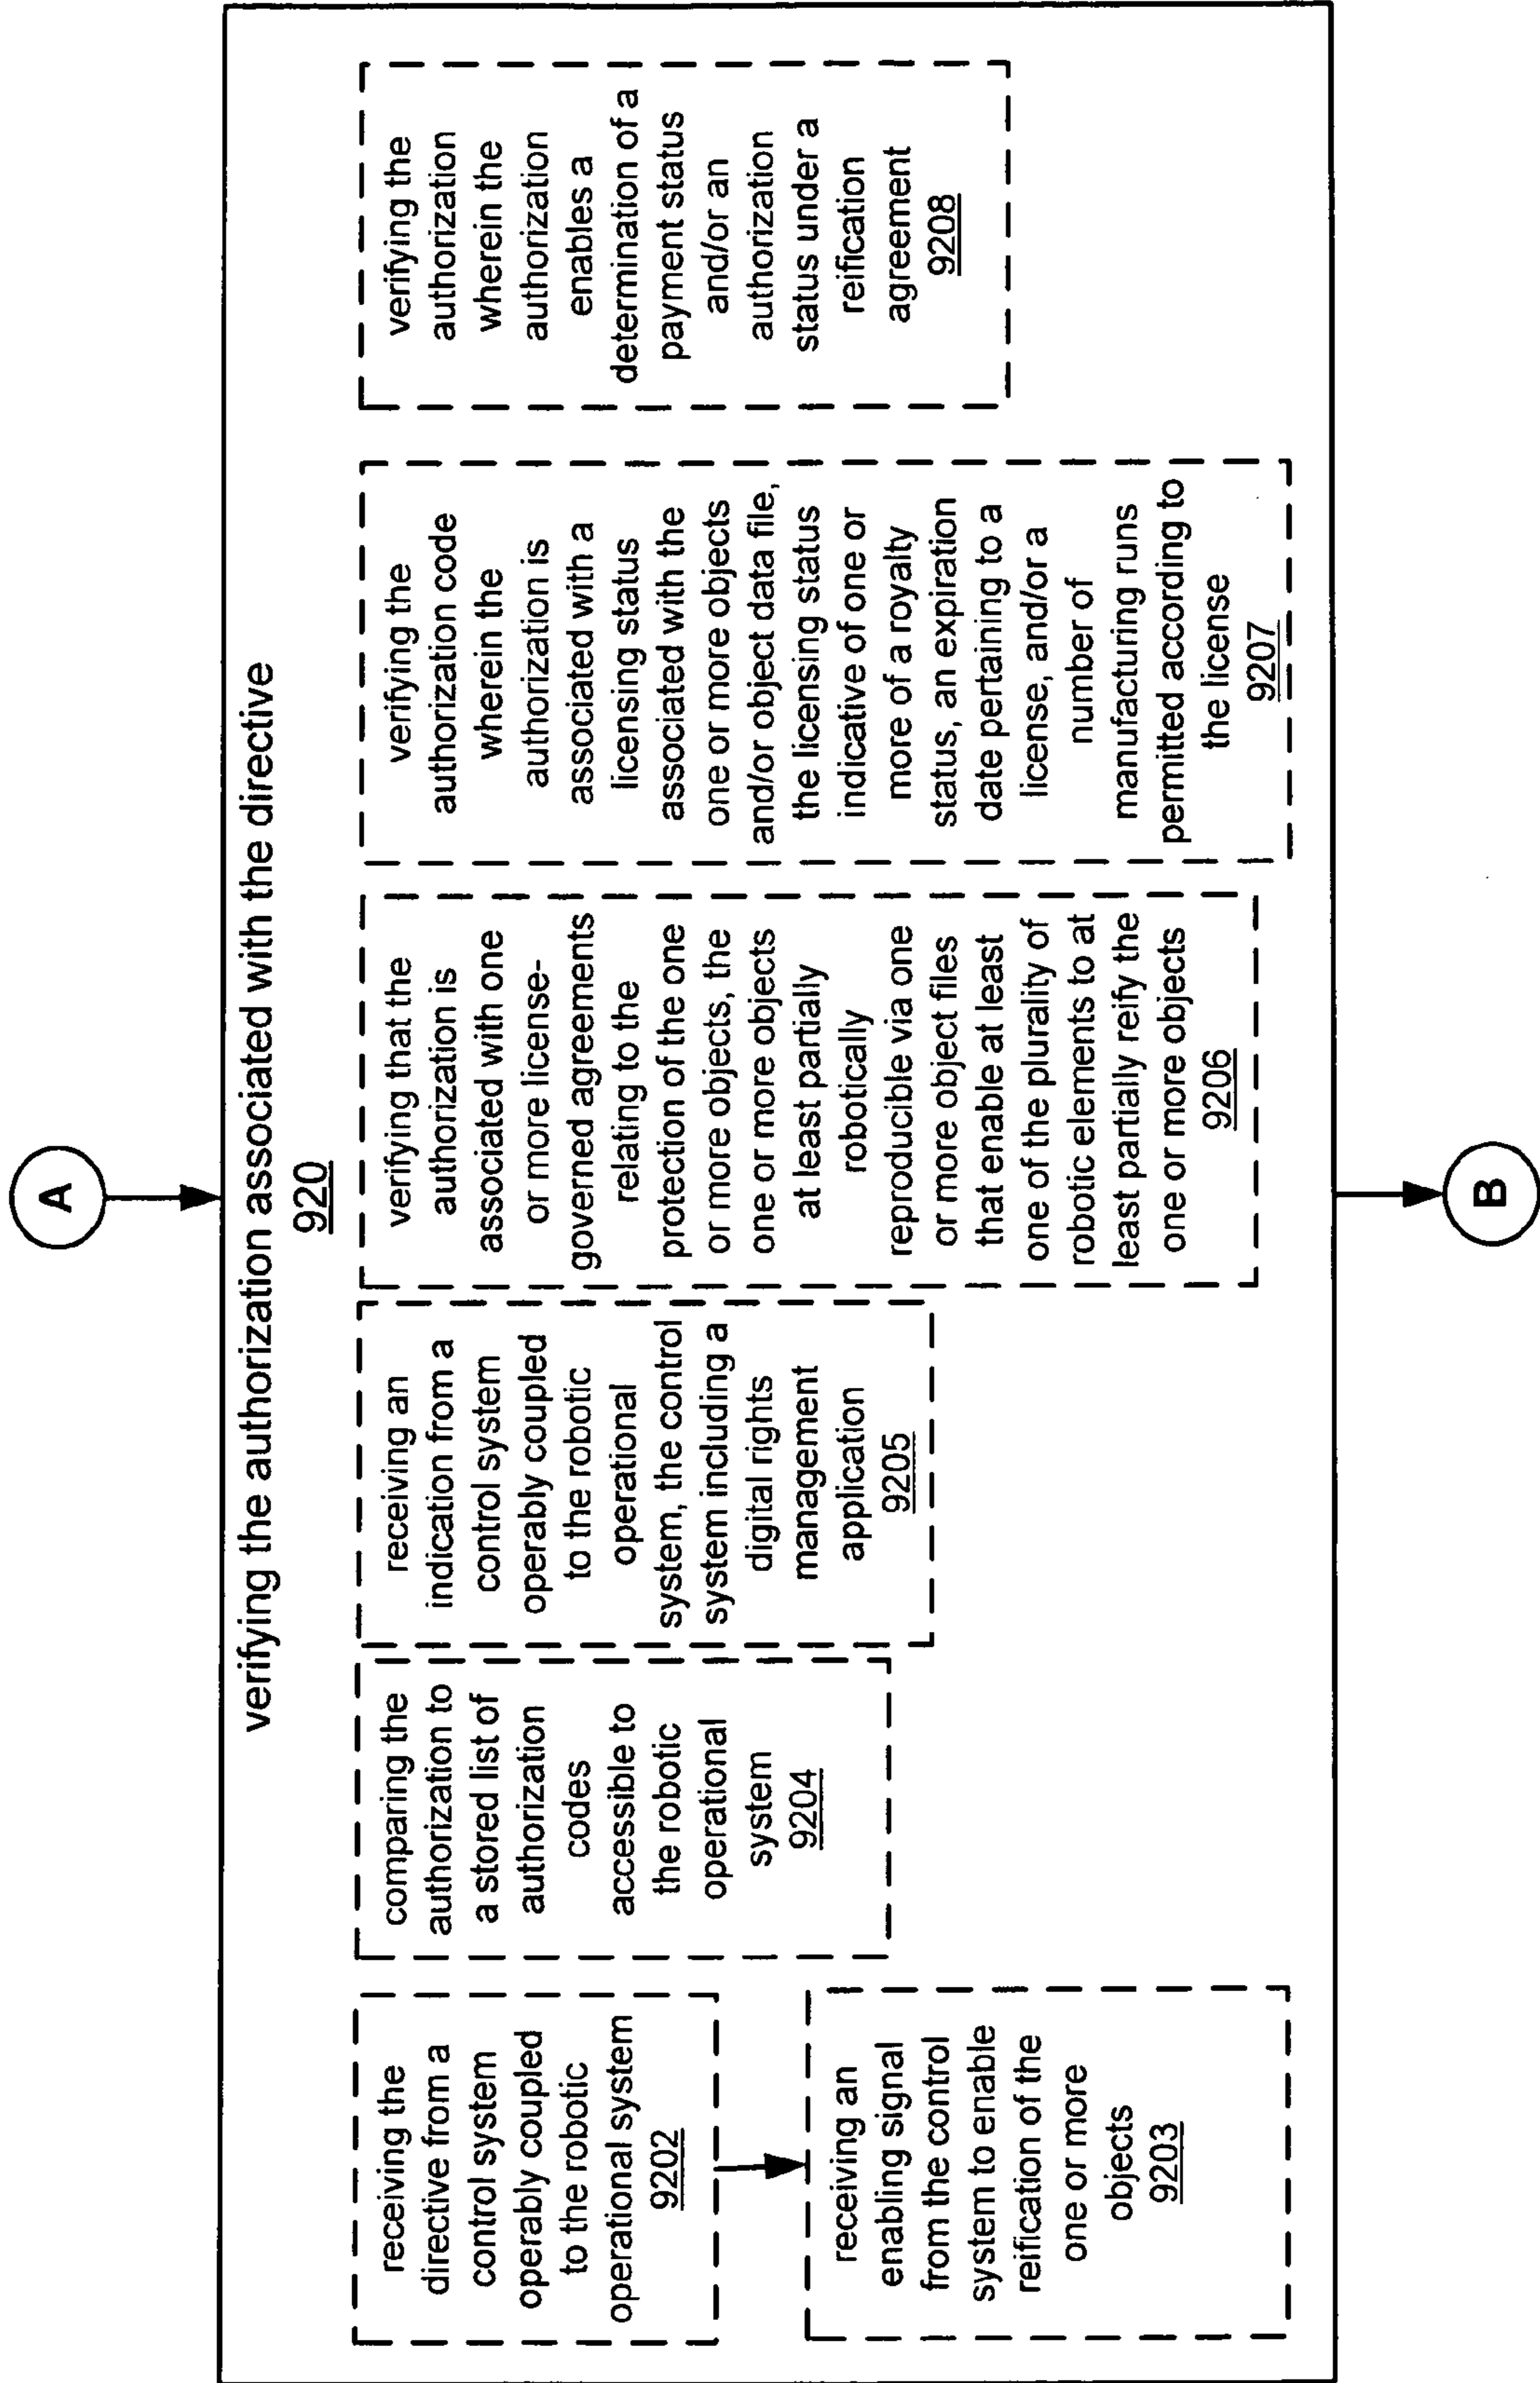 A
verifying the authorization associated with the directive
920
receiving the
directive from a
control system
operably coupled
to the robotic
operational system
9202
receiving an
enabling signal
from the control
system to enable
reification of the
one or more
objects
9203
comparing the
authorization to
a stored list of
authorization
codes
accessible to
the robotic
operational
system
9204
receiving an
indication from a
control system
operably coupled
to the robotic
operational
system, the control
system including a
digital rights
management
application
9205
verifying that the
authorization is
associated with one
or more license-
governed agreements
relating to the
protection of the one
or more objects, the
one or more objects
at least partially
robotically
reproducible via one
or more object files
that enable at least
one of the plurality of
robotic elements to at
least partially reify the
one or more objects
9206
verifying the
authorization code
wherein the
authorization is
associated with a
licensing status
associated with the
one or more objects
and/or object data file,
the licensing status
indicative of one or
more of a royalty
status, an expiration
date pertaining to a
license, and/or a
number of
manufacturing runs
permitted according to
the license
9207
verifying the
authorization
wherein the
authorization
enables a
determination of a
payment status
and/or an
authorization
status under a
reification
agreement
9208
B